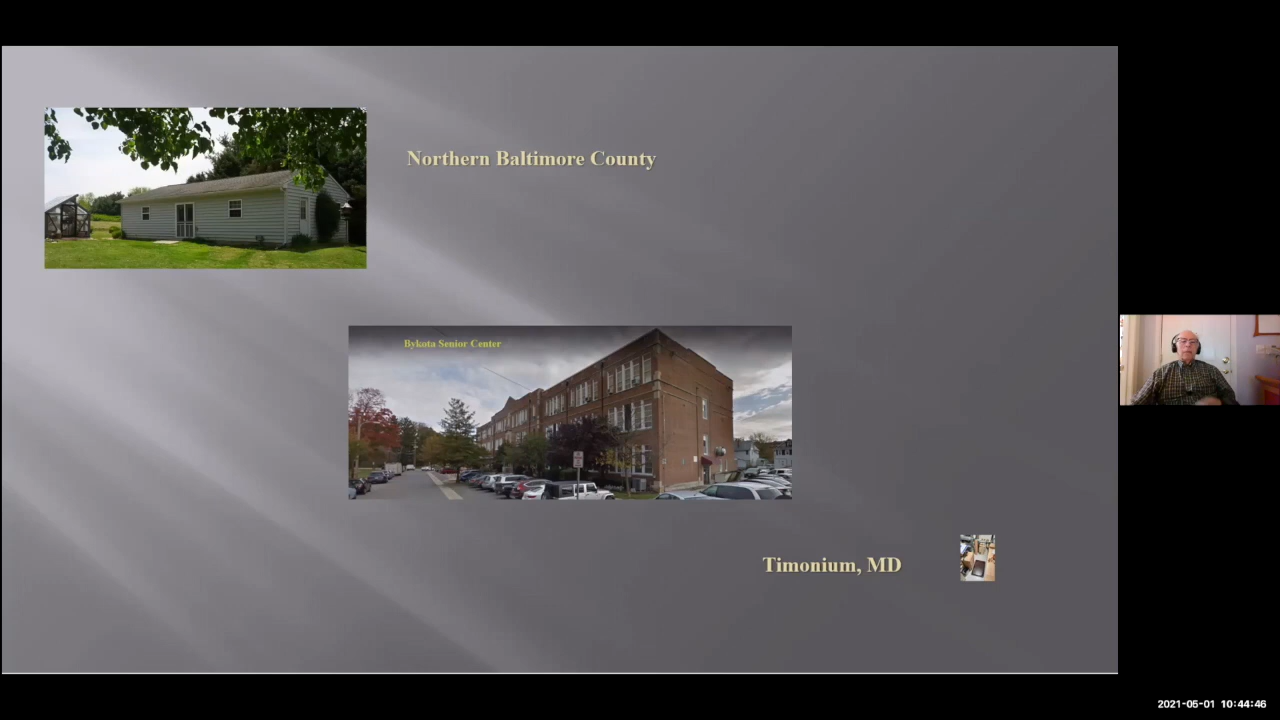 Northern Baltimore County
Bykota Senior Center
Timonium, MD
2021-05-01 10:44:46